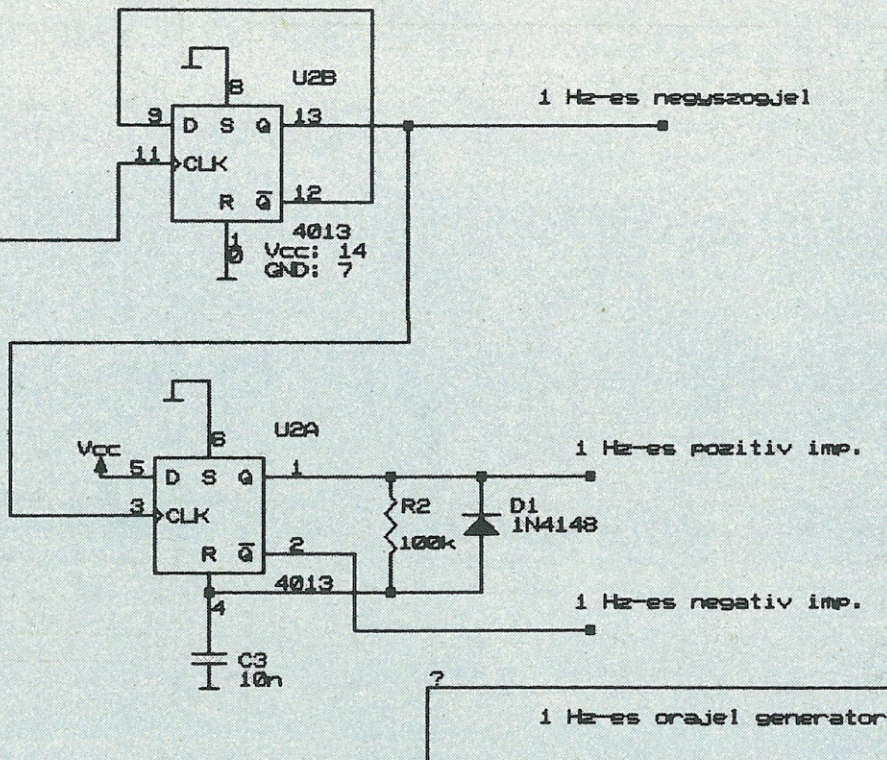 8
U2B
1 Hz-es negyszogjel
9 D S Q 13
11 CLK
R Q̅ 12
10
4013
Vcc: 14
GND: 7
6
U2A
Vcc
1 Hz-es pozitiv imp.
5 D S Q 1
3 CLK
R2
100k
D1
1N4148
R Q̅ 2
4
4013
1 Hz-es negativ imp.
C3
10n
?
1 Hz-es orajel generator